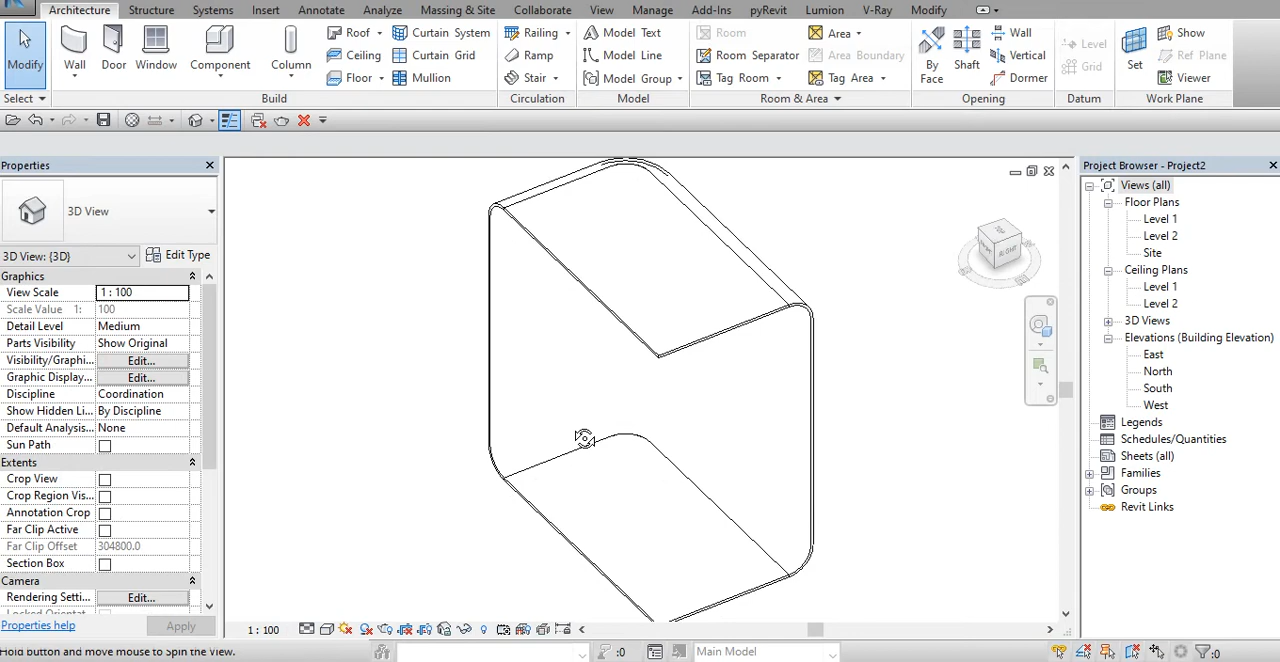 Architecture Structure Systems Insert Annotate Analyze Massing & Site Collaborate View Manage Add-Ins pyRevit Lumion V-Ray Modify
Modify Wall Door Window Component Column
Roof Curtain System
Ceiling Curtain Grid
Floor Mullion
Railing
Ramp
Stair
Model Text
Model Line
Model Group
Room Area
Room Separator Area Boundary
Tag Room Tag Area
By Face Shaft
Wall
Vertical
Dormer
Level
Grid
Set
Show
Ref Plane
Viewer
Select Build Circulation Model Room & Area Opening Datum Work Plane
Properties
3D View
3D View: {3D} Edit Type
Graphics
View Scale 1 : 100
Scale Value 1: 100
Detail Level Medium
Parts Visibility Show Original
Visibility/Graphi... Edit...
Graphic Display... Edit...
Discipline Coordination
Show Hidden Li... By Discipline
Default Analysis... None
Sun Path
Extents
Crop View
Crop Region Vis...
Annotation Crop
Far Clip Active
Far Clip Offset 304800.0
Section Box
Camera
Rendering Setti... Edit...
Properties help Apply
TOP
RIGHT
1 : 100
Project Browser - Project2
Views (all)
Floor Plans
Level 1
Level 2
Site
Ceiling Plans
Level 1
Level 2
3D Views
Elevations (Building Elevation)
East
North
South
West
Legends
Schedules/Quantities
Sheets (all)
Families
Groups
Revit Links
Hold button and move mouse to Spin the View. :0 Main Model :0